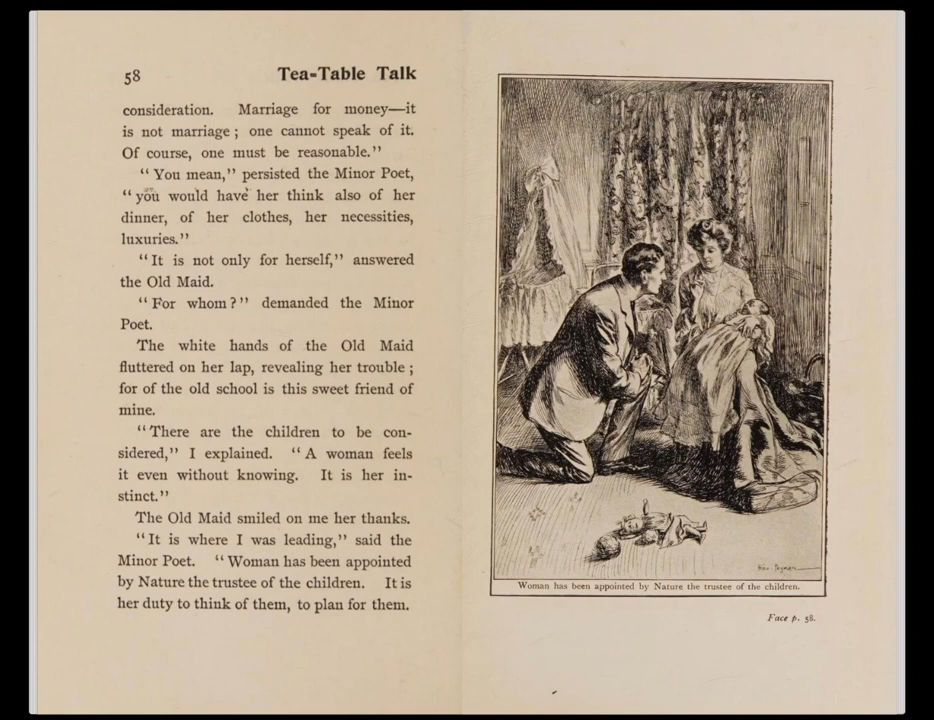 58 Tea-Table Talk
consideration. Marriage for money—it
is not marriage ; one cannot speak of it.
Of course, one must be reasonable.”
“ You mean,” persisted the Minor Poet,
“ you would have her think also of her
dinner, of her clothes, her necessities,
luxuries.”
“ It is not only for herself,” answered
the Old Maid.
“ For whom ? ” demanded the Minor
Poet.
The white hands of the Old Maid
fluttered on her lap, revealing her trouble ;
for of the old school is this sweet friend of
mine.
“ There are the children to be con-
sidered,” I explained. “ A woman feels
it even without knowing. It is her in-
stinct.”
The Old Maid smiled on me her thanks.
“ It is where I was leading,” said the
Minor Poet. “ Woman has been appointed
by Nature the trustee of the children. It is
her duty to think of them, to plan for them.
Woman has been appointed by Nature the trustee of the children.
Face p. 58.